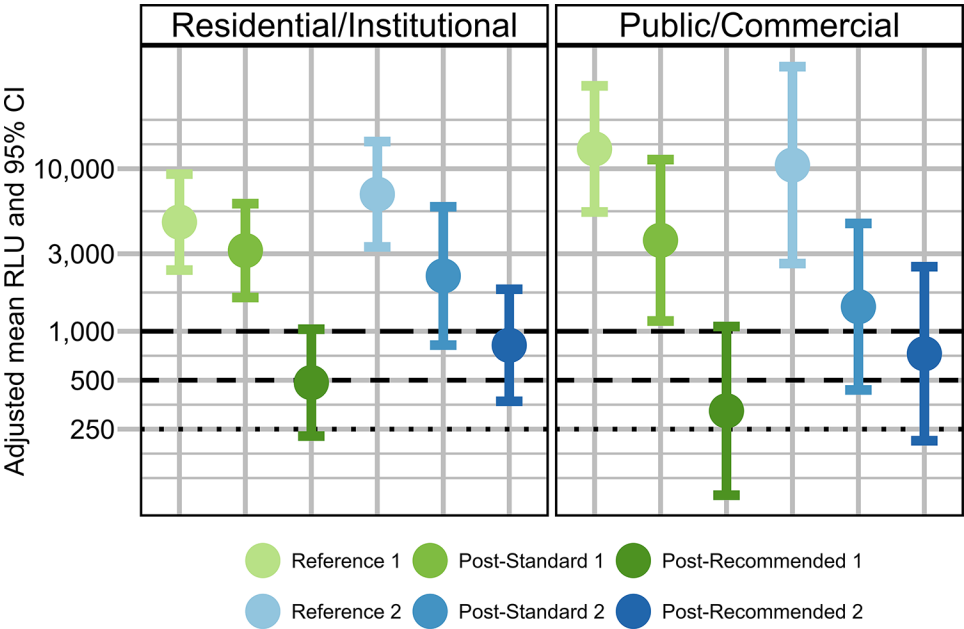 Residential/Institutional
Public/Commercial
Adjusted mean RLU and 95% CI
10,000
3,000
1,000
500
250
Reference 1
Post-Standard 1
Post-Recommended 1
Reference 2
Post-Standard 2
Post-Recommended 2